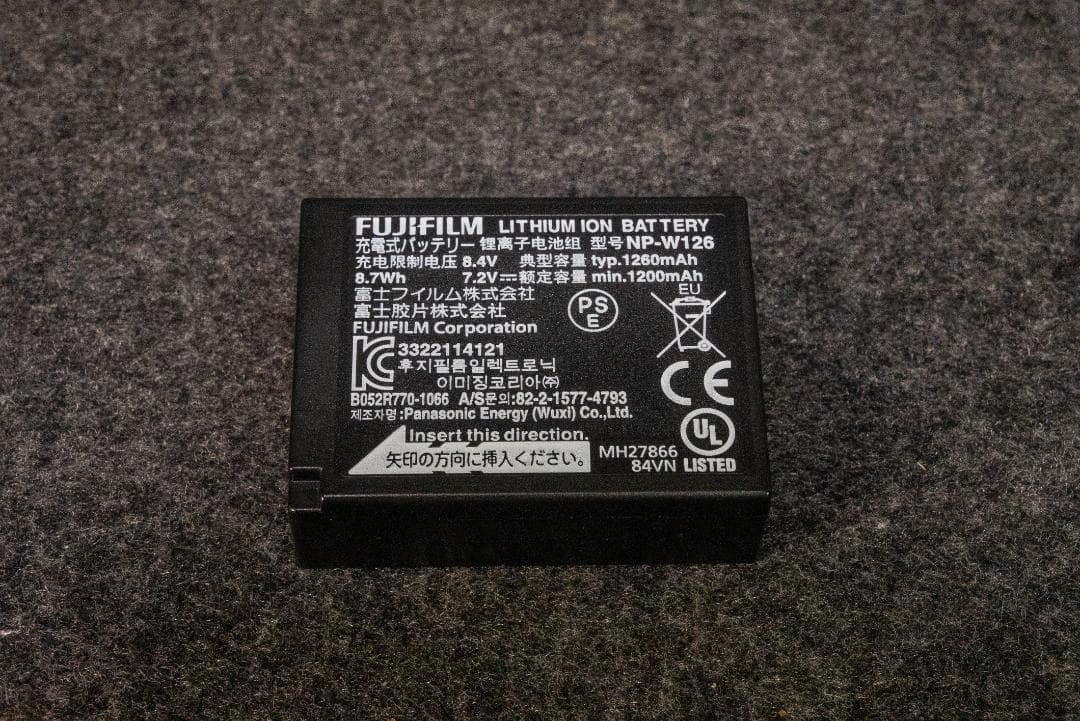 FUJIFILM LITHIUM ION BATTERY
充電式バッテリー 锂离子电池组 型号 NP-W126
充电限制电压 8.4V 典型容量 typ.1260mAh
8.7Wh 7.2V⎓额定容量 min.1200mAh
富士フイルム株式会社
富士胶片株式会社
FUJIFILM Corporation
PS
E
EU
KC 3322114121
후지필름일렉트로닉
이미징코리아㈜
B052R770-1066 A/S문의:82-2-1577-4793
제조자명:Panasonic Energy (Wuxi) Co.,Ltd.
CE
Insert this direction.
矢印の方向に挿入ください。
UL
MH27866
84VN LISTED